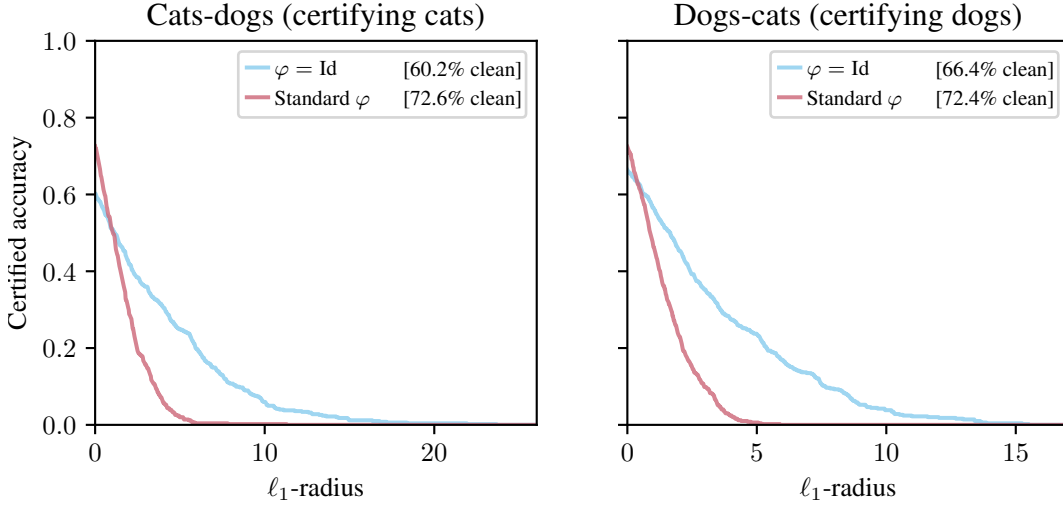 Cats-dogs (certifying cats)
Dogs-cats (certifying dogs)
1.0
0.8
0.6
0.4
0.2
0.0
Certified accuracy
φ = Id [60.2% clean]
Standard φ [72.6% clean]
0 10 20
ℓ₁-radius
φ = Id [66.4% clean]
Standard φ [72.4% clean]
0 5 10 15
ℓ₁-radius